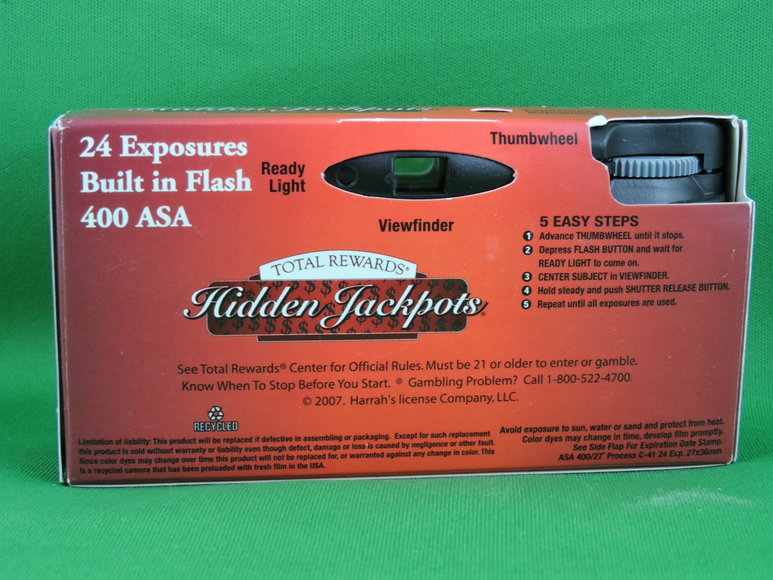 Hidden Jackpots
24 Exposures
Built in Flash
400 ASA
Ready
Light
Thumbwheel
Viewfinder
5 EASY STEPS
1 Advance THUMBWHEEL until it stops.
2 Depress FLASH BUTTON and wait for
READY LIGHT to come on.
3 CENTER SUBJECT in VIEWFINDER.
4 Hold steady and push SHUTTER RELEASE BUTTON.
5 Repeat until all exposures are used.
TOTAL REWARDS®
Hidden Jackpots
See Total Rewards® Center for Official Rules. Must be 21 or older to enter or gamble.
Know When To Stop Before You Start. ® Gambling Problem? Call 1-800-522-4700.
© 2007. Harrah's license Company, LLC.
RECYCLED
Limitation of liability: This product will be replaced if defective in assembling or packaging. Except for such replacement
this product is sold without warranty or liability even though defect, damage or loss is caused by negligence or other fault.
Since color dyes may change over time this product will not be replaced for, or warranted against any change in color. This
is a recycled camera that has been preloaded with fresh film in the USA.
Avoid exposure to sun, water or sand and protect from heat.
Color dyes may change in time, develop film promptly.
See Side Flap For Expiration Date Stamp.
ASA 400/27° Process C-41 24 Exp. 27x36mm